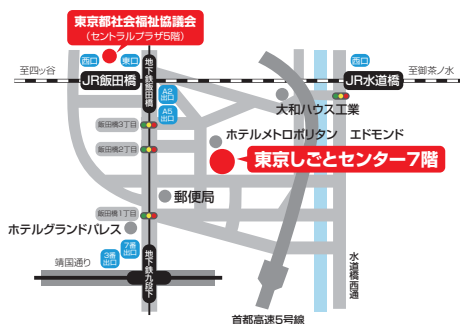 東京都社会福祉協議会
(セントラルプラザ5階)
西口
東口
西口
至四ッ谷
至御茶ノ水
JR飯田橋
地下鉄飯田橋
JR水道橋
A2
出口
A5
出口
大和ハウス工業
飯田橋3丁目
ホテルメトロポリタン エドモンド
飯田橋2丁目
東京しごとセンター7階
郵便局
飯田橋1丁目
ホテルグランドパレス
7番
出口
3番
出口
靖国通り
地下鉄九段下
水道橋西通
首都高速5号線